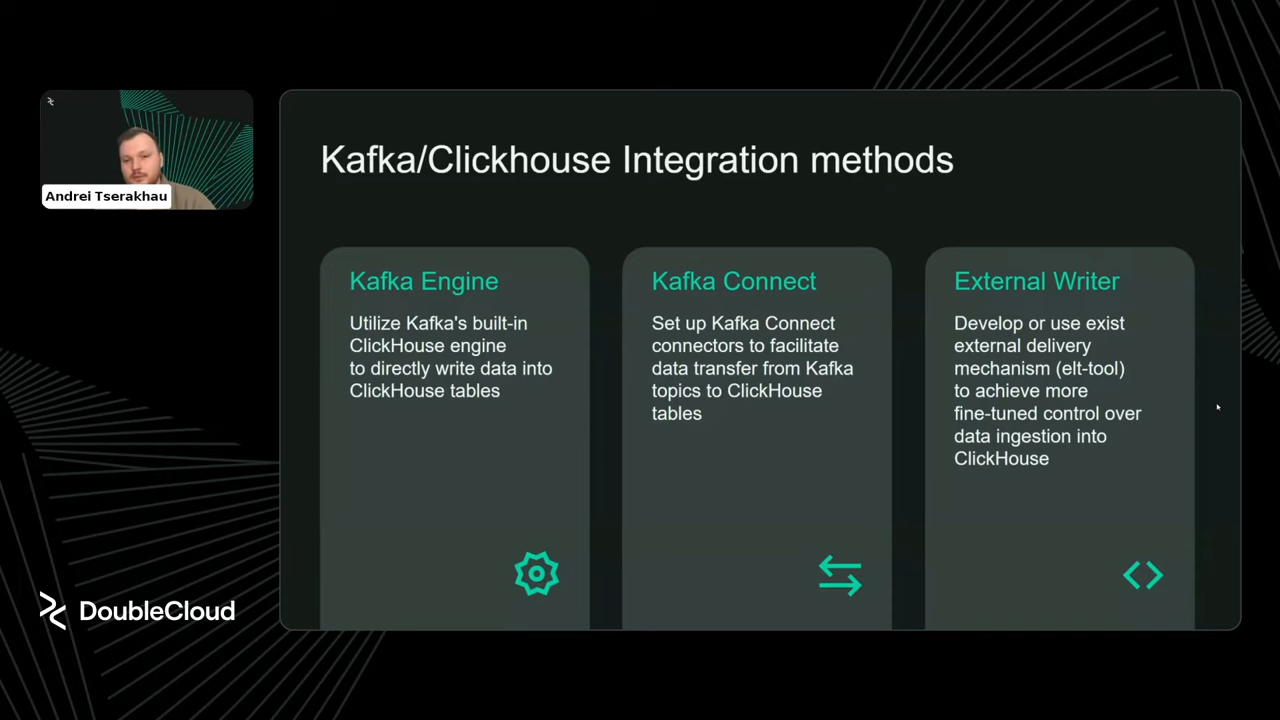 Andrei Tserakhau
Kafka/Clickhouse Integration methods
Kafka Engine
Utilize Kafka's built-in
ClickHouse engine
to directly write data into
ClickHouse tables
Kafka Connect
Set up Kafka Connect
connectors to facilitate
data transfer from Kafka
topics to ClickHouse
tables
External Writer
Develop or use exist
external delivery
mechanism (elt-tool)
to achieve more
fine-tuned control over
data ingestion into
ClickHouse
DoubleCloud